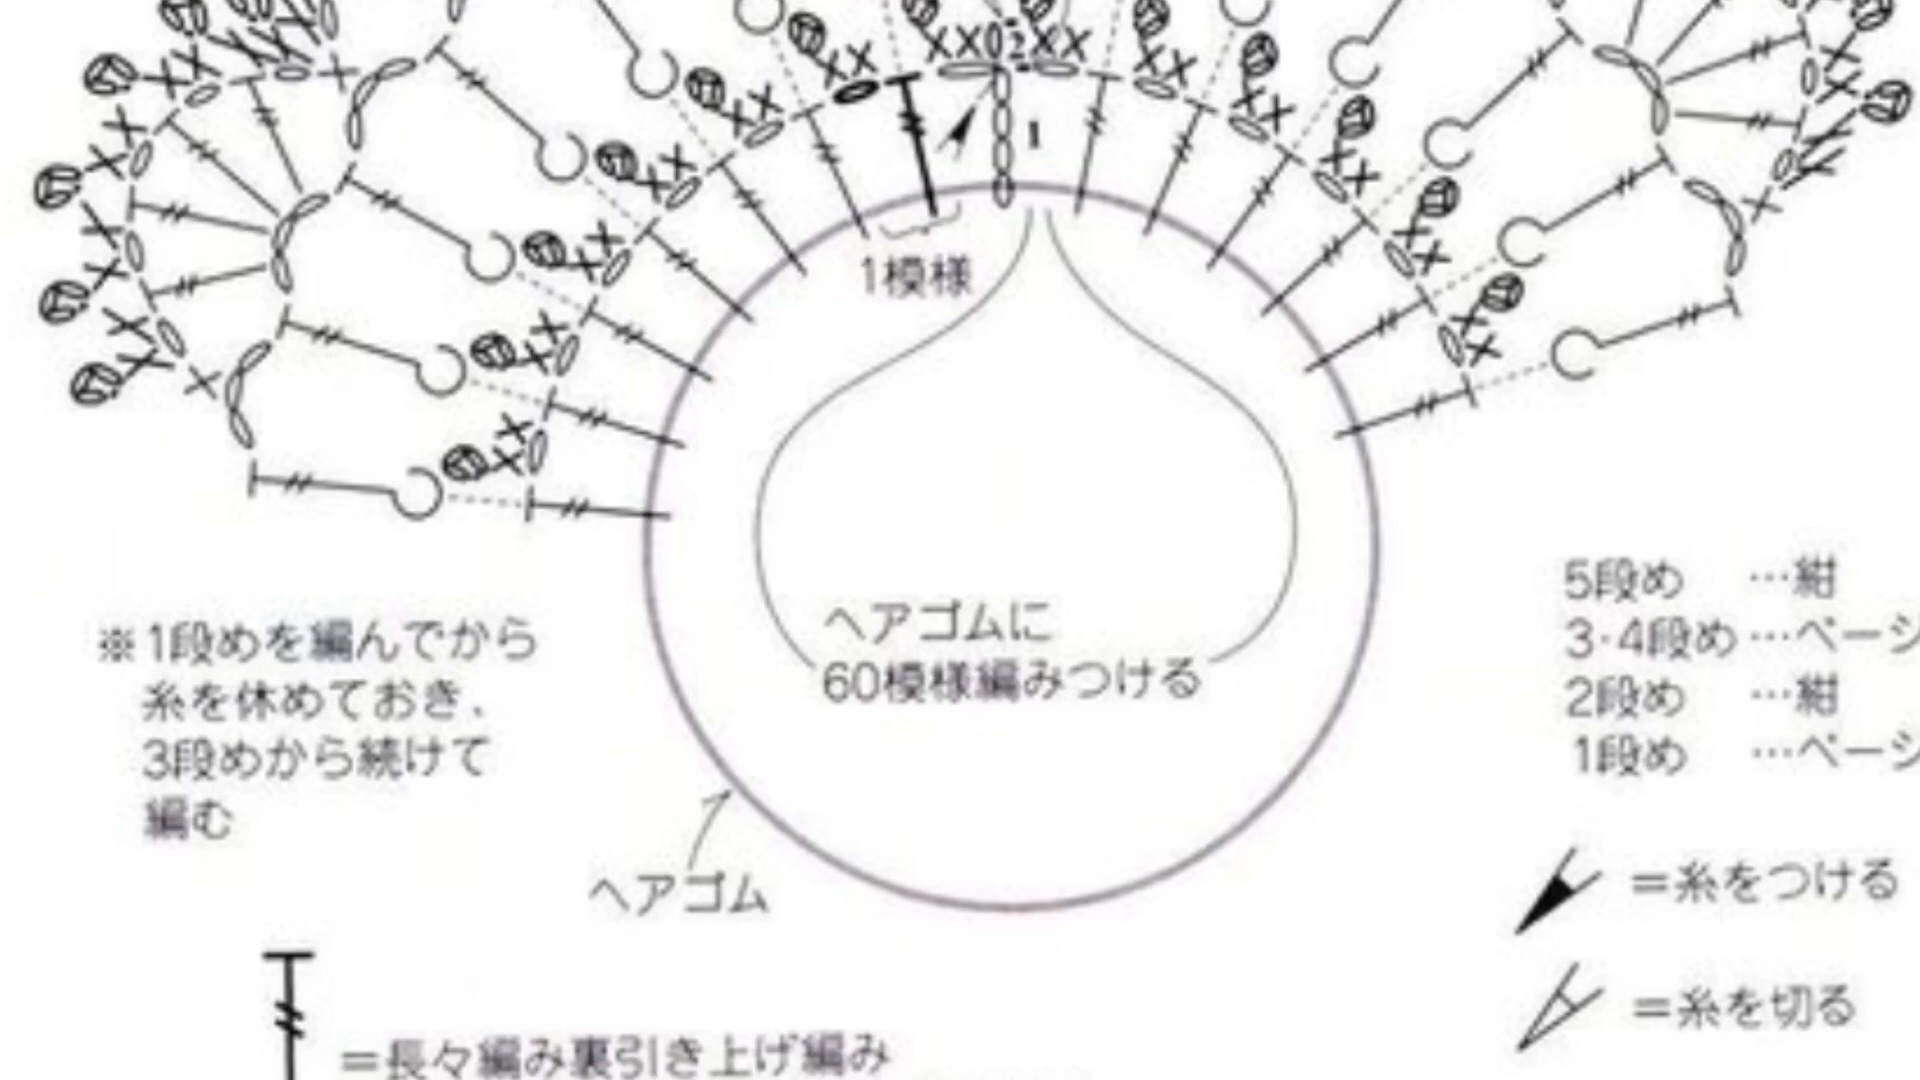 2
1
1模様
ヘアゴムに
60模様編みつける
※1段めを編んでから
糸を休めておき、
3段めから続けて
編む
ヘアゴム
5段め …紺
3·4段め…ベージ
2段め …紺
1段め …ベージ
=糸をつける
=糸を切る
=長々編み裏引き上げ編み